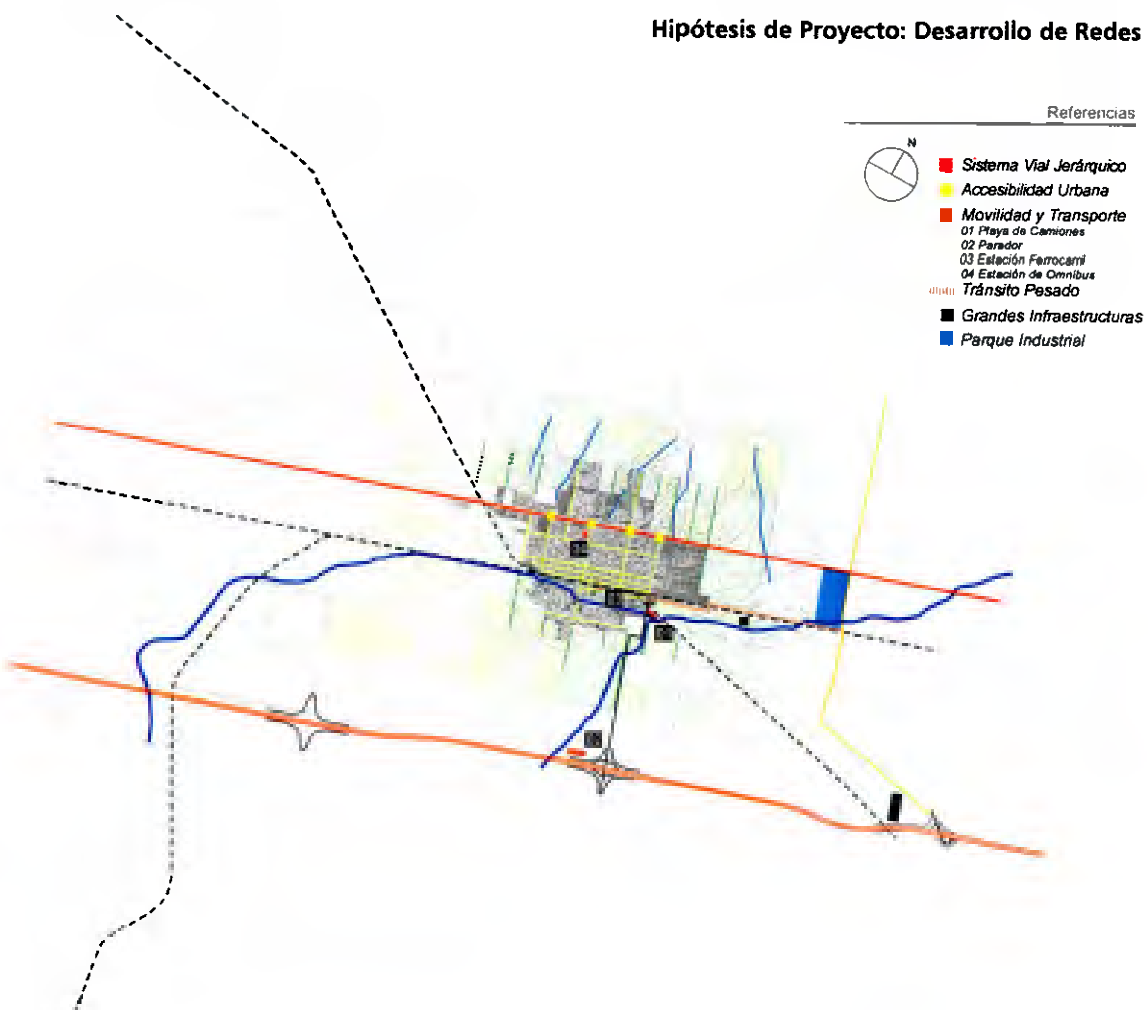 Hipótesis de Proyecto: Desarrollo de Redes
Referencias
N
Sistema Vial Jerárquico
Accesibilidad Urbana
Movilidad y Transporte
01 Playa de Camiones
02 Parador
03 Estación Ferrocarril
04 Estación de Omnibus
Tránsito Pesado
Grandes Infraestructuras
Parque Industrial